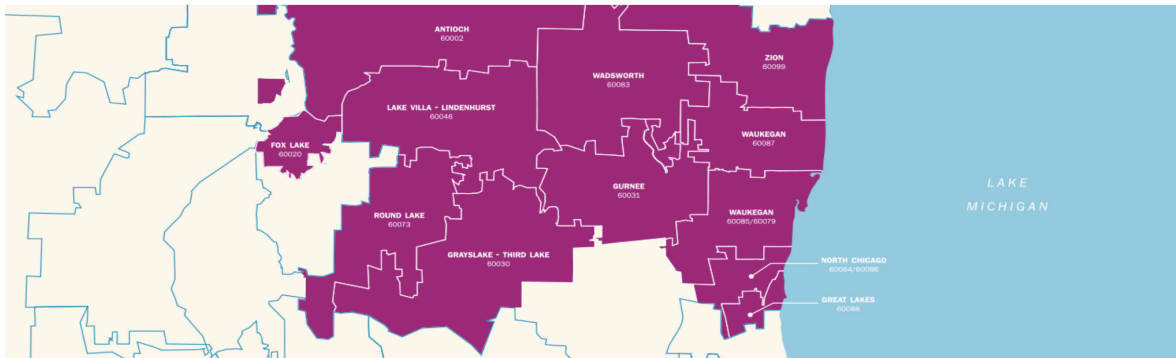 ANTIOCH
60002
ZION
60099
WADSWORTH
60083
LAKE VILLA - LINDENHURST
60046
WAUKEGAN
60087
FOX LAKE
60020
GURNEE
60031
LAKE
MICHIGAN
ROUND LAKE
60073
WAUKEGAN
60085/60079
GRAYSLAKE - THIRD LAKE
60030
NORTH CHICAGO
60064/60086
GREAT LAKES
60088